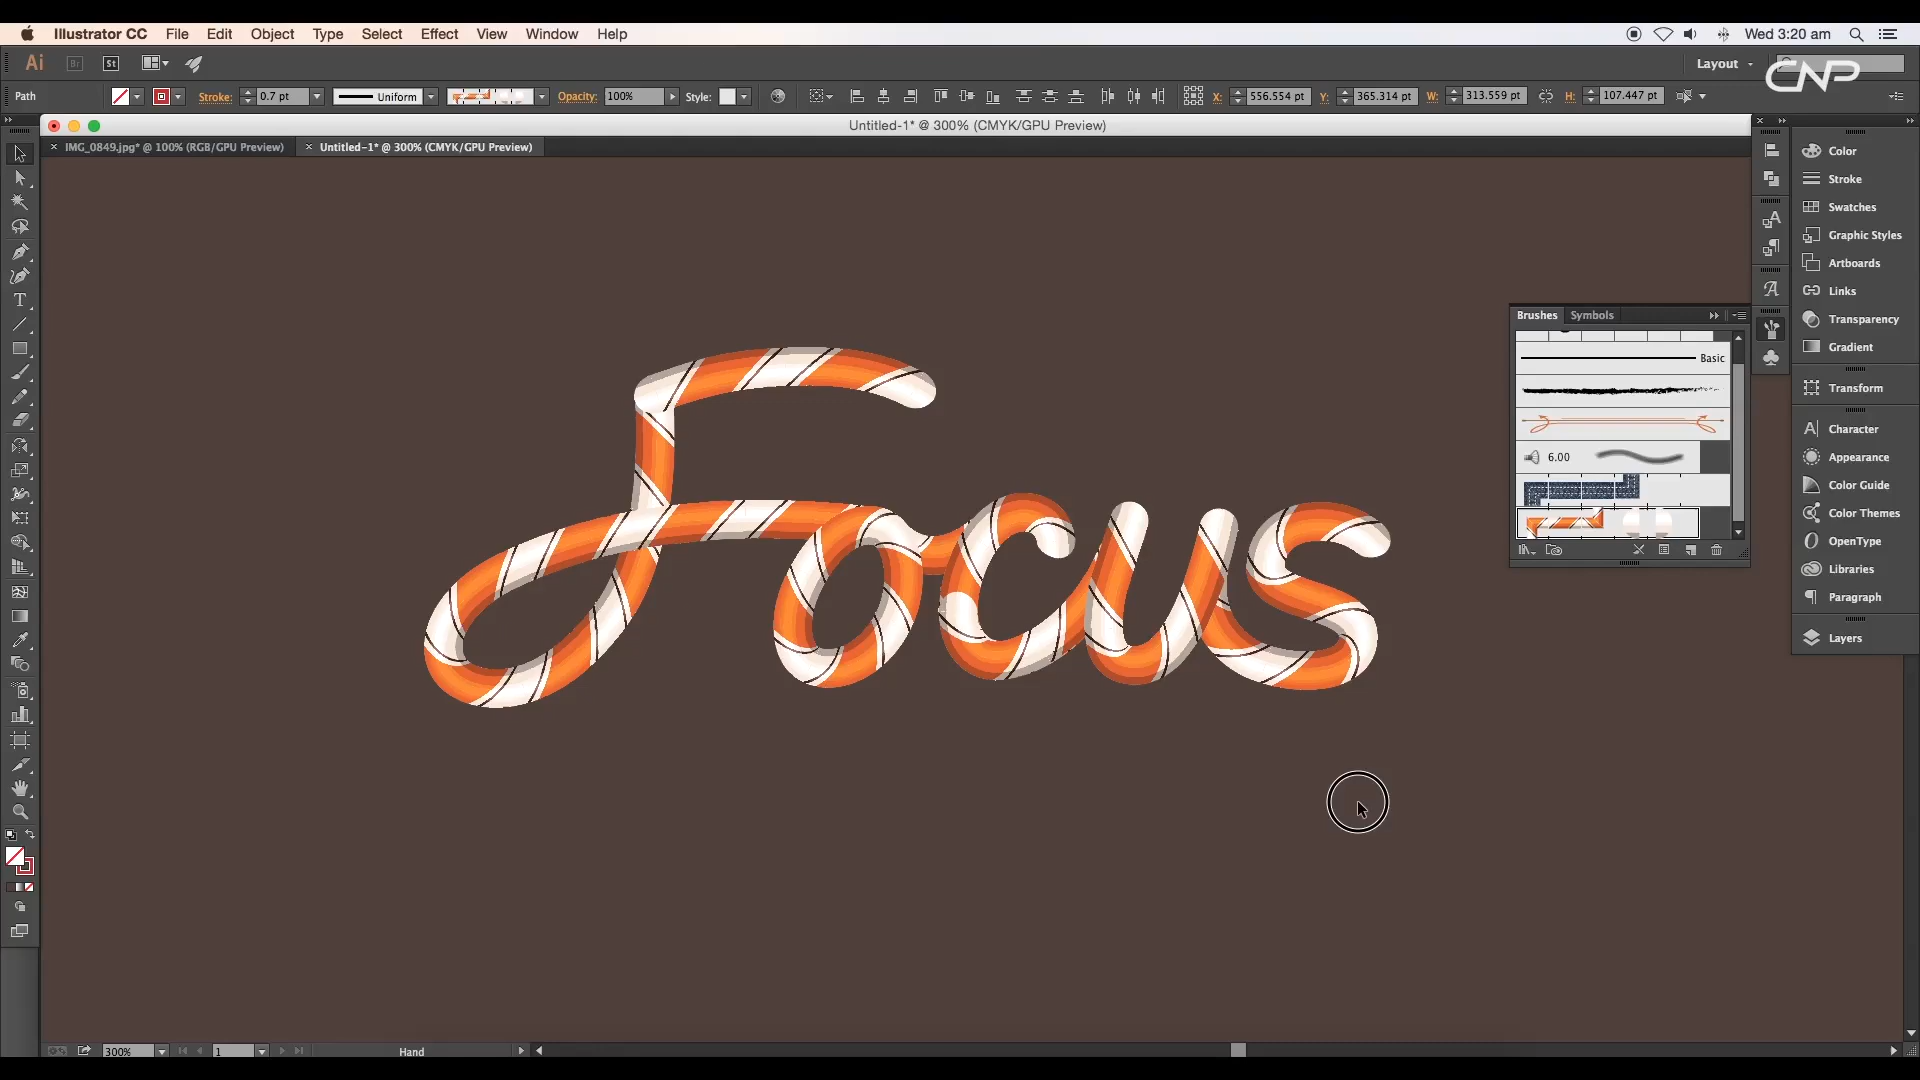 Illustrator CC File Edit Object Type Select Effect View Window Help Wed 3:20 am
Ai Br St Layout CNP
Path Stroke: 0.7 pt Uniform Opacity: 100% Style: X: 556.554 pt Y: 365.314 pt W: 313.559 pt H: 107.447 pt
Untitled-1* @ 300% (CMYK/GPU Preview)
IMG_0849.jpg* @ 100% (RGB/GPU Preview) Untitled-1* @ 300% (CMYK/GPU Preview)
Color
Stroke
Swatches
Graphic Styles
Artboards
Links
Transparency
Gradient
Transform
Character
Appearance
Color Guide
Color Themes
OpenType
Libraries
Paragraph
Layers
Brushes Symbols
Basic
6.00
Focus
300% 1 Hand